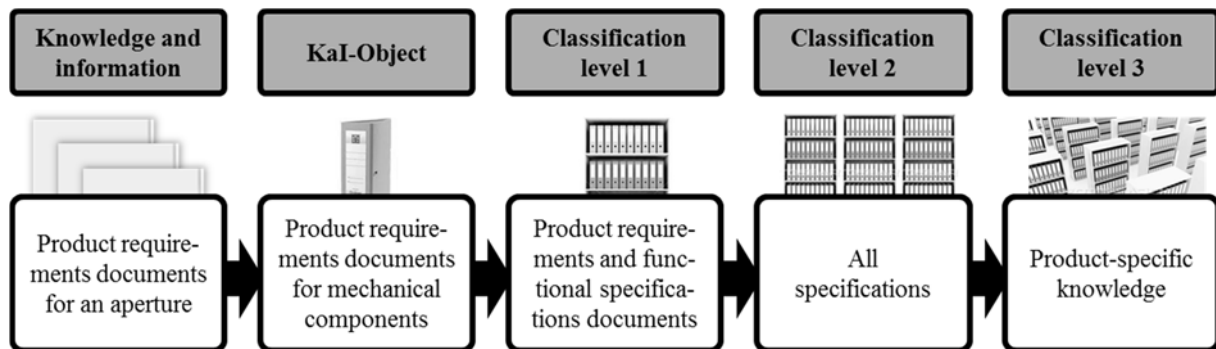 Knowledge and
information
KaI-Object
Classification
level 1
Classification
level 2
Classification
level 3
Product require-
ments documents
for an aperture
Product require-
ments documents
for mechanical
components
Product require-
ments and func-
tional specifica-
tions documents
All
specifications
Product-specific
knowledge